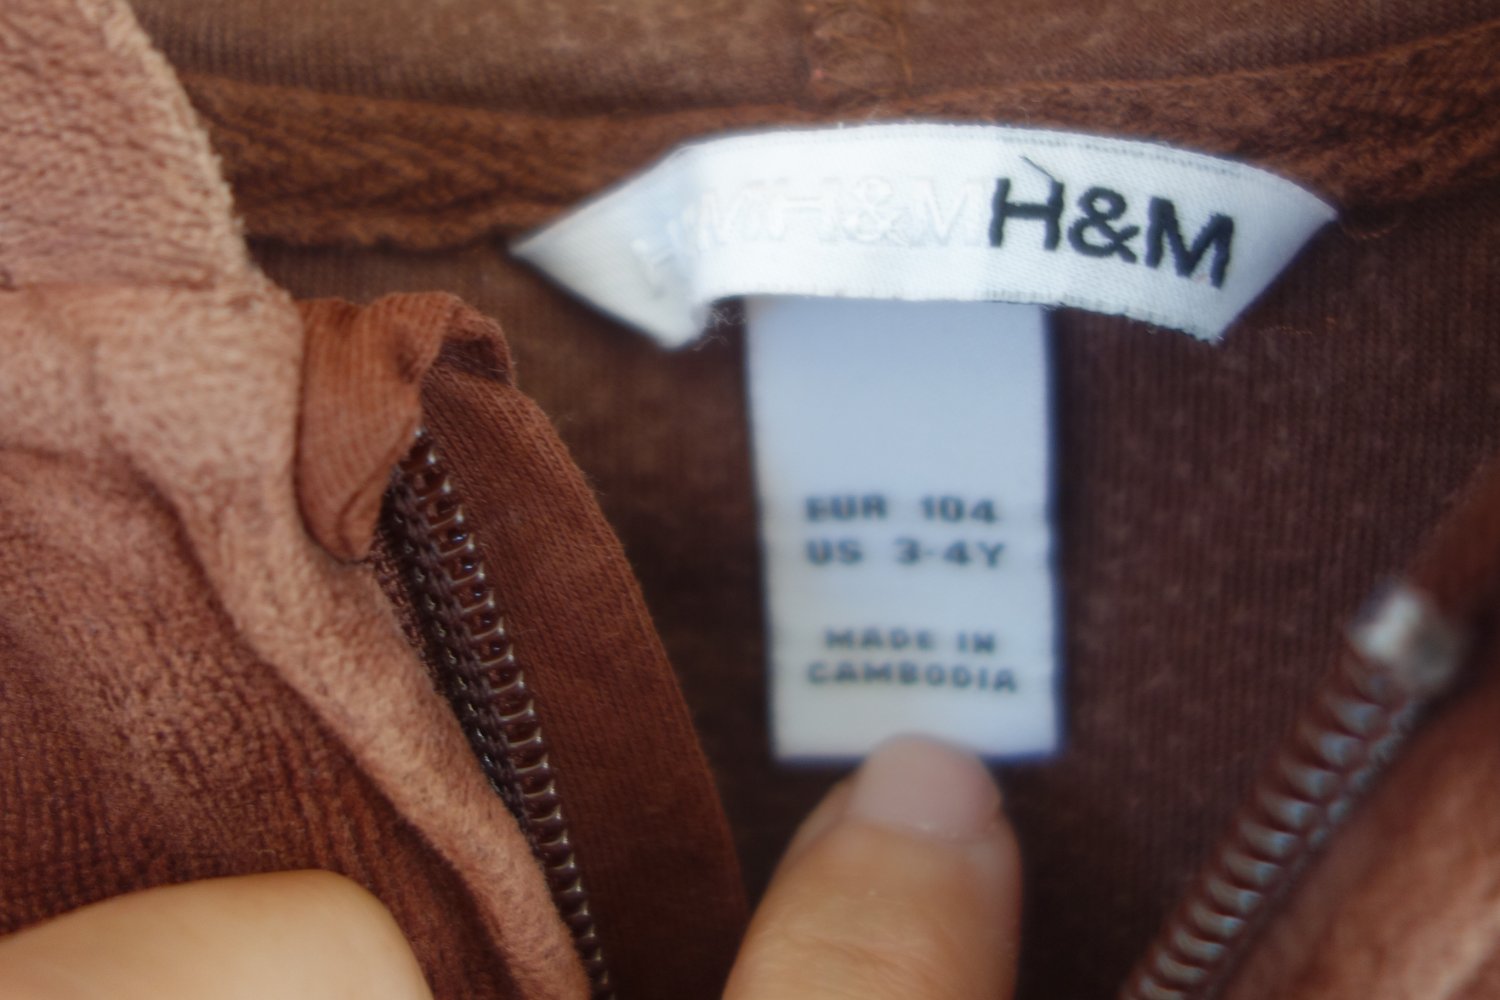 H&M H&M H&M
EUR 104
US 3-4Y
MADE IN
CAMBODIA